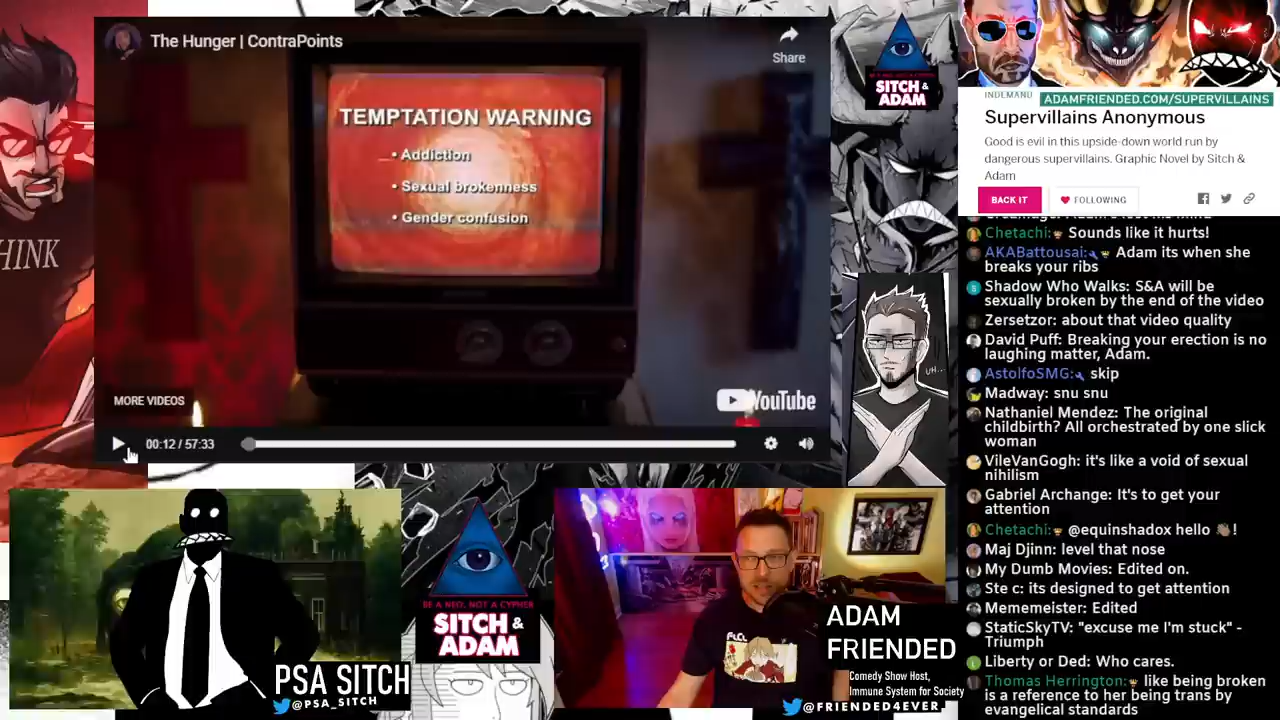 The Hunger | ContraPoints
Share
TEMPTATION WARNING
• Addiction
• Sexual brokenness
• Gender confusion
MORE VIDEOS
YouTube
00:12 / 57:33
HINK
SITCH &
ADAM
UH..
INDEMAND
ADAMFRIENDED.COM/SUPERVILLAINS
Supervillains Anonymous
Good is evil in this upside-down world run by
dangerous supervillains. Graphic Novel by Sitch &
Adam
BACK IT
FOLLOWING
Chetachi: Sounds like it hurts!
AKABattousai: Adam its when she
breaks your ribs
Shadow Who Walks: S&A will be
sexually broken by the end of the video
Zersetzor: about that video quality
David Puff: Breaking your erection is no
laughing matter, Adam.
AstolfoSMG: skip
Madway: snu snu
Nathaniel Mendez: The original
childbirth? All orchestrated by one slick
woman
VileVanGogh: it's like a void of sexual
nihilism
Gabriel Archange: It's to get your
attention
Chetachi: @equinshadox hello 👋🏽!
Maj Djinn: level that nose
My Dumb Movies: Edited on.
Ste c: its designed to get attention
Mememeister: Edited
StaticSkyTV: "excuse me I'm stuck" -
Triumph
Liberty or Ded: Who cares.
Thomas Herrington: like being broken
is a reference to her being trans by
evangelical standards
PSA SITCH
@PSA_SITCH
BE A NEO, NOT A CYPHER
SITCH &
ADAM
FLCL
ADAM
FRIENDED
Comedy Show Host,
Immune System for Society
@FRIENDED4EVER